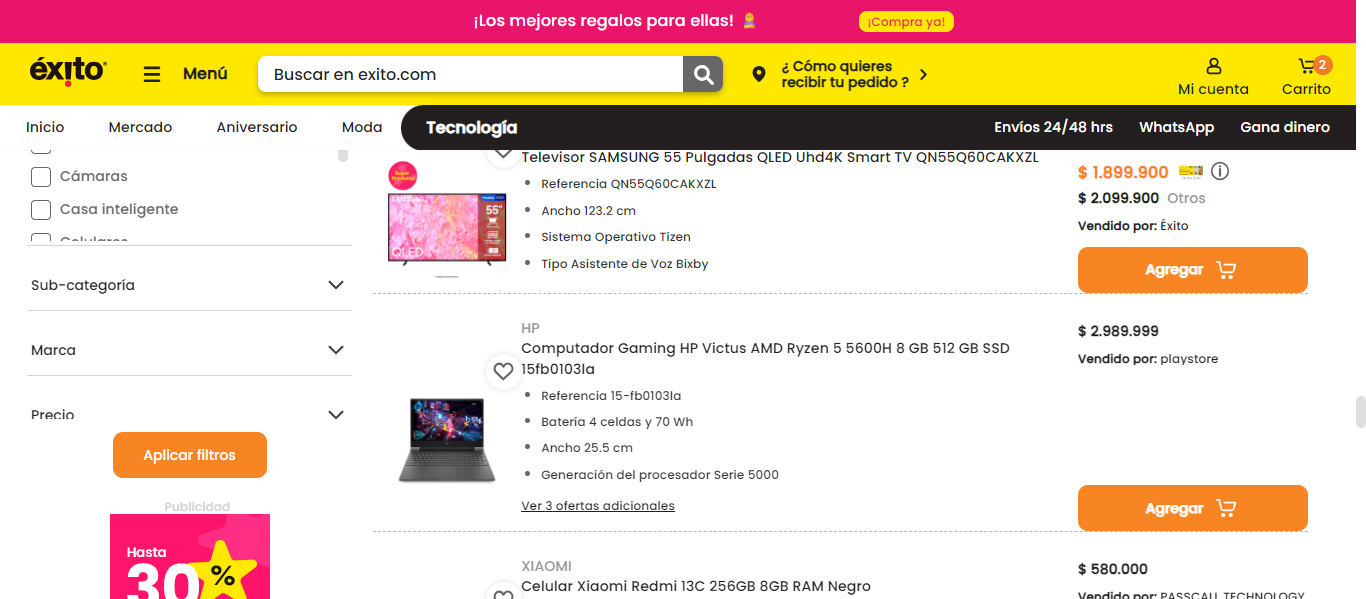 ¡Los mejores regalos para ellas!
¡Compra ya!
éxito
Menú
Buscar en exito.com
¿ Cómo quieres
recibir tu pedido ?
Mi cuenta
2
Carrito
Inicio
Mercado
Aniversario
Moda
Tecnología
Envíos 24/48 hrs
WhatsApp
Gana dinero
Cámaras
Casa inteligente
Celulares
Sub-categoría
Marca
Precio
Aplicar filtros
Publicidad
Hasta
30%
Super
SAMSUNG
55"
QLED
Televisor SAMSUNG 55 Pulgadas QLED Uhd4K Smart TV QN55Q60CAKXZL
Referencia QN55Q60CAKXZL
Ancho 123.2 cm
Sistema Operativo Tizen
Tipo Asistente de Voz Bixby
$ 1.899.900
$ 2.099.900 Otros
Vendido por: Éxito
Agregar
HP
Computador Gaming HP Victus AMD Ryzen 5 5600H 8 GB 512 GB SSD
15fb0103la
Referencia 15-fb0103la
Batería 4 celdas y 70 Wh
Ancho 25.5 cm
Generación del procesador Serie 5000
Ver 3 ofertas adicionales
$ 2.989.999
Vendido por: playstore
Agregar
XIAOMI
Celular Xiaomi Redmi 13C 256GB 8GB RAM Negro
$ 580.000
Vendido por: PASSCALL TECHNOLOGY